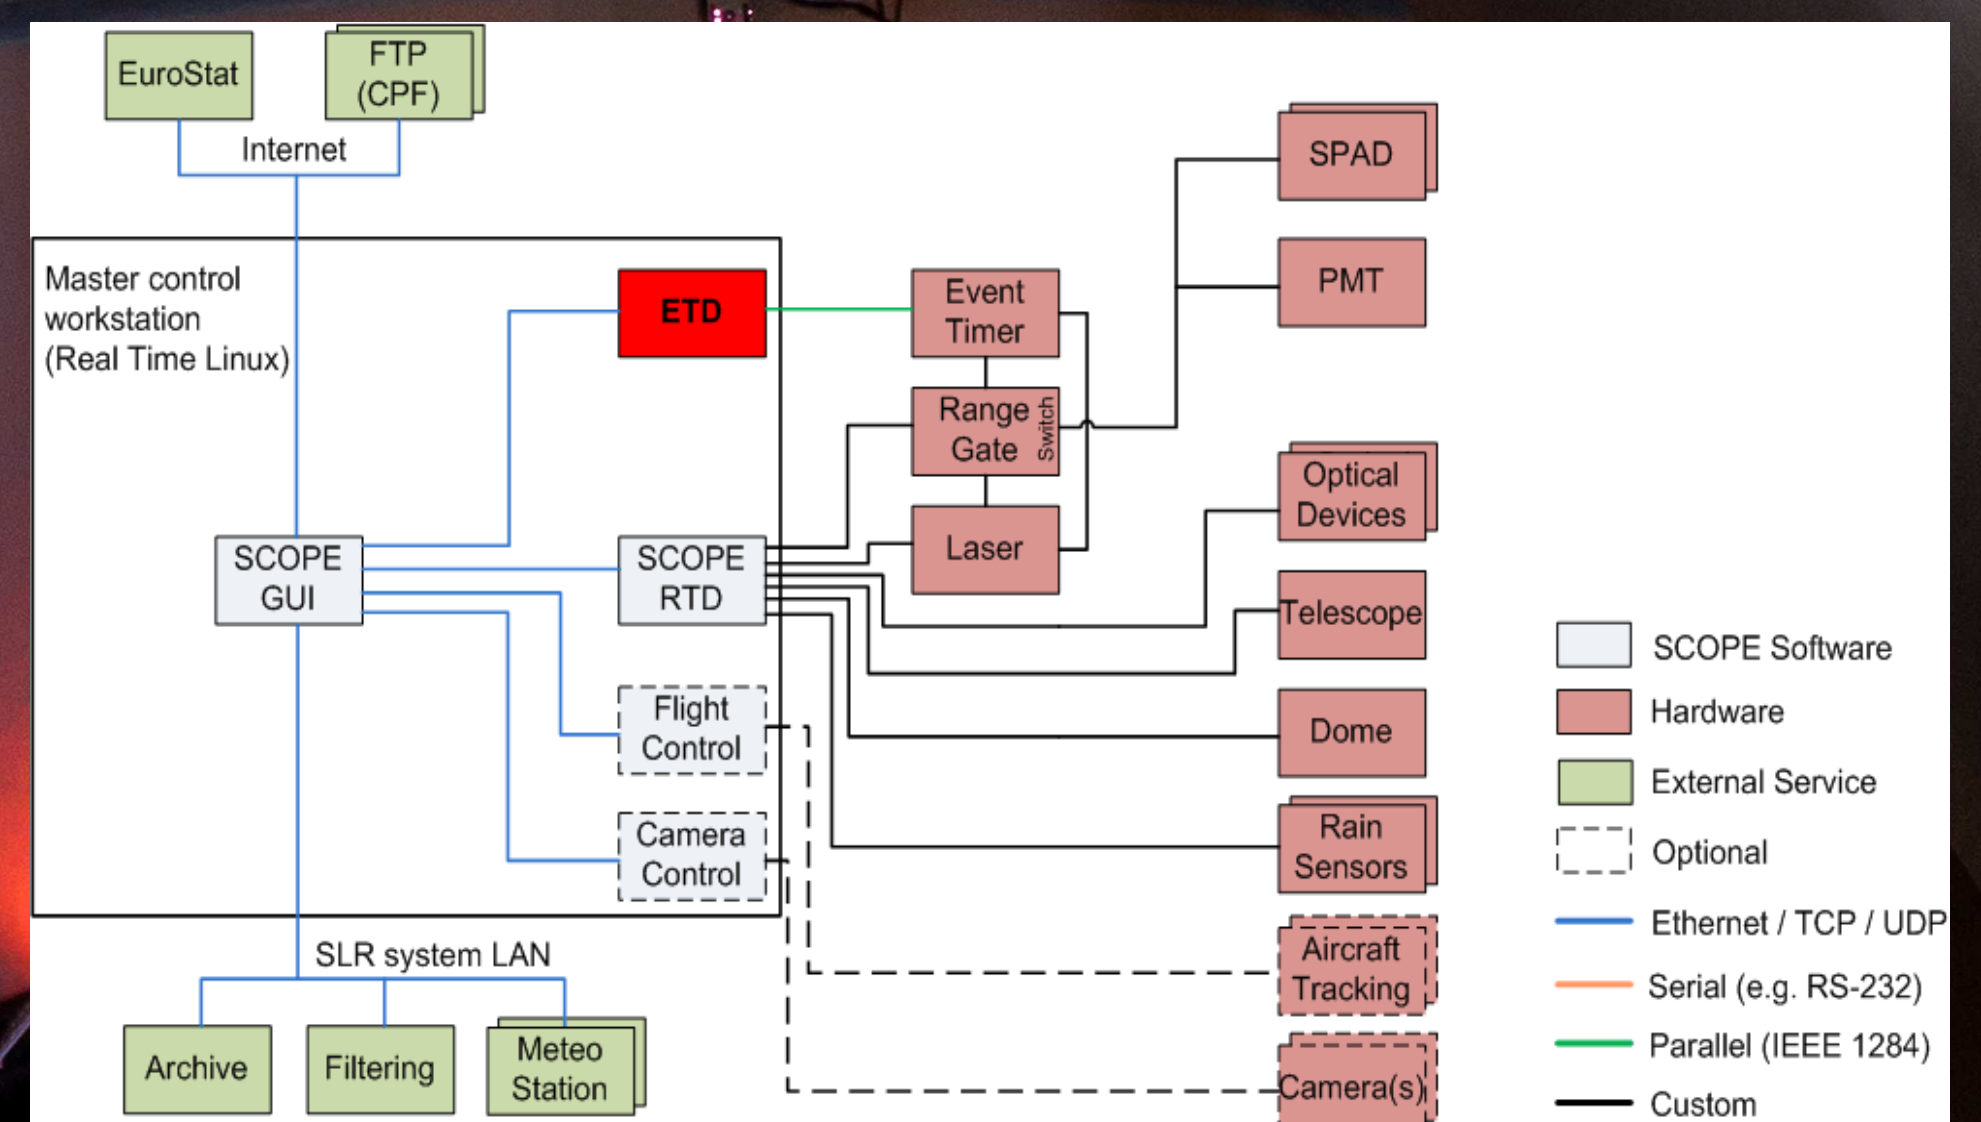 EuroStat
FTP
(CPF)
Internet
SPAD
Master control
workstation
(Real Time Linux)
ETD
Event
Timer
PMT
Range
Gate
Switch
Optical
Devices
SCOPE
GUI
SCOPE
RTD
Laser
Telescope
SCOPE Software
Flight
Control
Dome
Hardware
External Service
Camera
Control
Rain
Sensors
Optional
SLR system LAN
Aircraft
Tracking
Ethernet / TCP / UDP
Serial (e.g. RS-232)
Archive
Filtering
Meteo
Station
Camera(s)
Parallel (IEEE 1284)
Custom